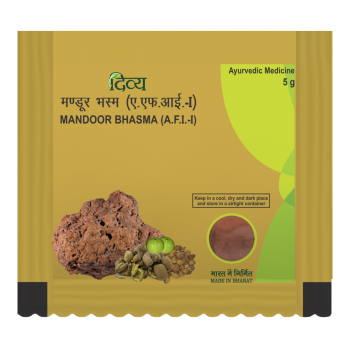 दिव्य
मण्डूर भस्म (ए.एफ.आई.-I)
MANDOOR BHASMA (A.F.I.-I)
Ayurvedic Medicine
5 g
Keep in a cool, dry and dark place
and store in a airtight container
भारत में निर्मित
MADE IN BHARAT